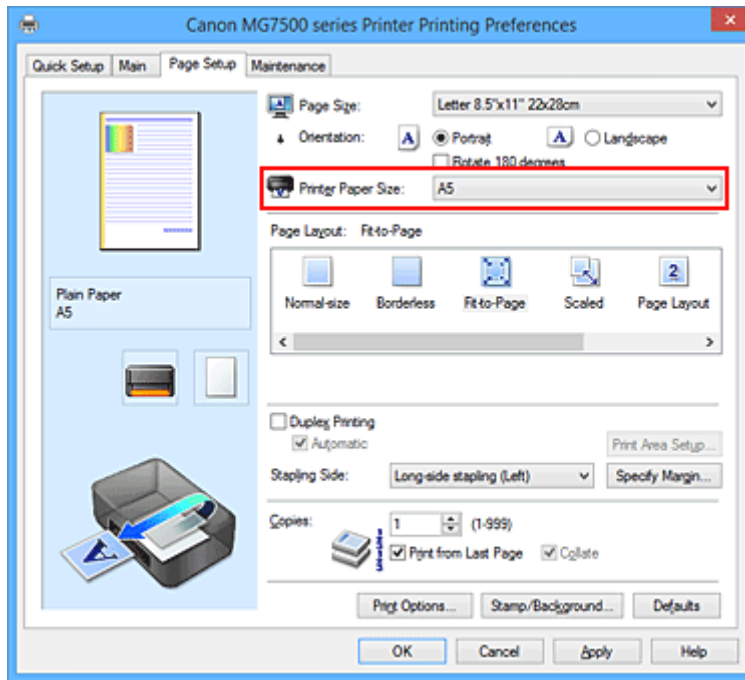 Canon MG7500 series Printer Printing Preferences
Quick Setup Main Page Setup Maintenance
Page Size: Letter 8.5"x11" 22x28cm
Orientation: A Portrait A Landscape
Rotate 180 degrees
Printer Paper Size: A5
Page Layout: Fit-to-Page
2
Normal-size Borderless Fit-to-Page Scaled Page Layout
Plain Paper
A5
Duplex Printing
Automatic
Print Area Setup...
Stapling Side: Long-side stapling (Left) Specify Margin...
Copies: 1 (1-999)
Print from Last Page Collate
A
Print Options... Stamp/Background... Defaults
OK Cancel Apply Help